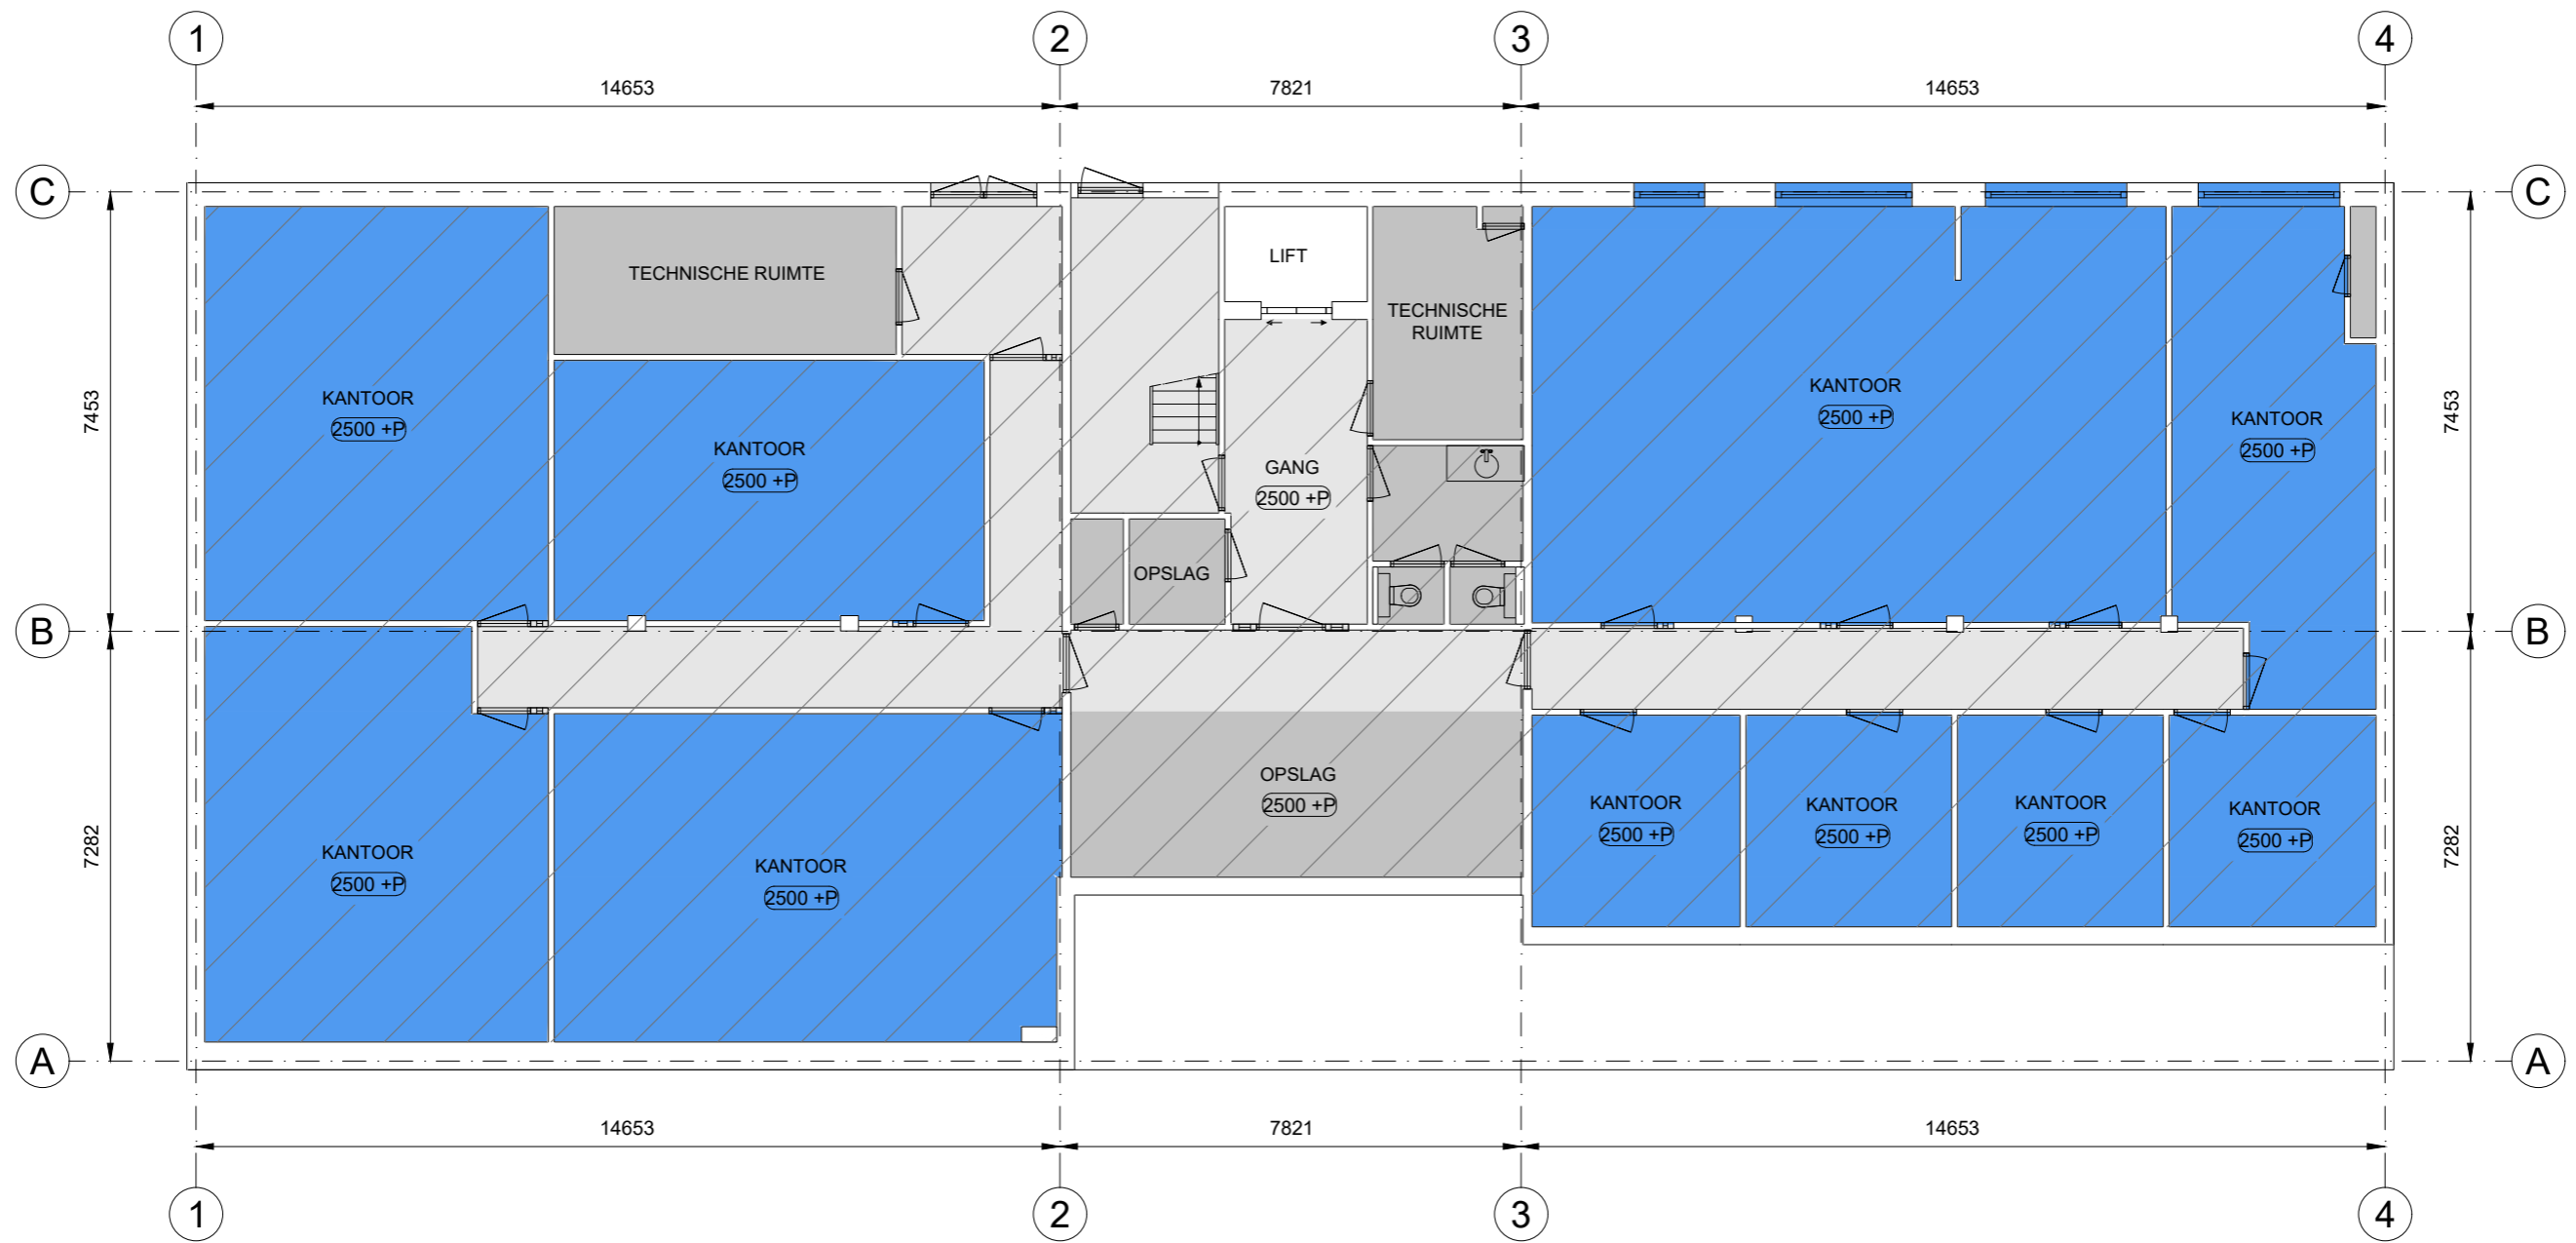 1 2 3 4
14653 7821 14653
C C
LIFT
TECHNISCHE RUIMTE
TECHNISCHE
RUIMTE
KANTOOR
2500 +P
KANTOOR
2500 +P
KANTOOR
2500 +P
KANTOOR
2500 +P
GANG
2500 +P
7453
7453
OPSLAG
B B
OPSLAG
2500 +P
KANTOOR
2500 +P
KANTOOR
2500 +P
KANTOOR
2500 +P
KANTOOR
2500 +P
KANTOOR
2500 +P
KANTOOR
2500 +P
7282
7282
A A
14653 7821 14653
1 2 3 4